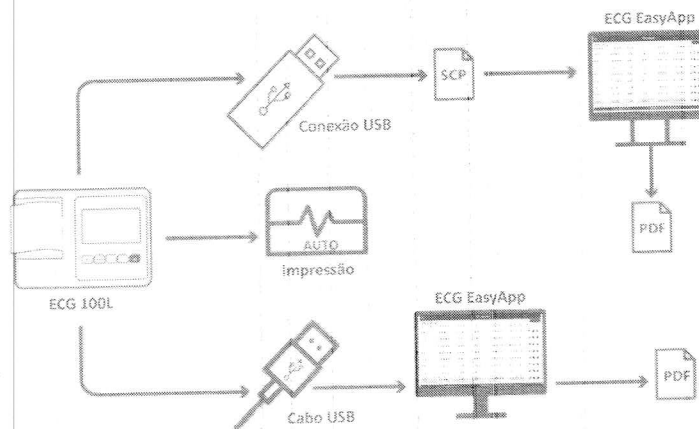 ECG EasyApp
SCP
Conexão USB
PDF
AUTO
Impressão
ECG 100L
ECG EasyApp
PDF
Cabo USB